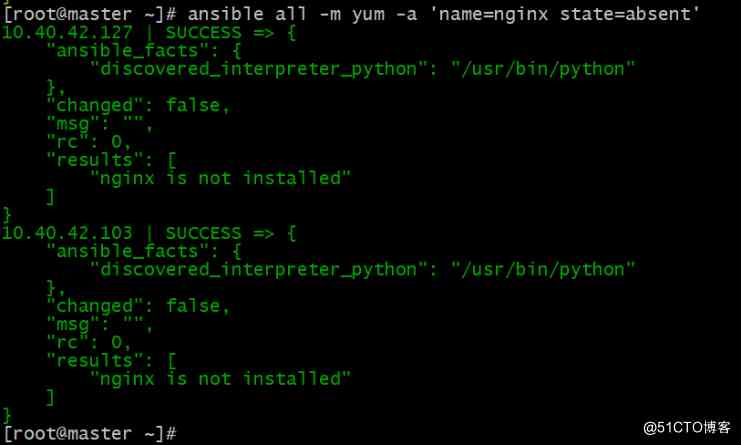 [root@master ~]# ansible all -m yum -a 'name=nginx state=absent'
10.40.42.127 | SUCCESS => {
    "ansible_facts": {
        "discovered_interpreter_python": "/usr/bin/python"
    },
    "changed": false,
    "msg": "",
    "rc": 0,
    "results": [
        "nginx is not installed"
    ]
}
10.40.42.103 | SUCCESS => {
    "ansible_facts": {
        "discovered_interpreter_python": "/usr/bin/python"
    },
    "changed": false,
    "msg": "",
    "rc": 0,
    "results": [
        "nginx is not installed"
    ]
}
[root@master ~]#
@51CTO博客